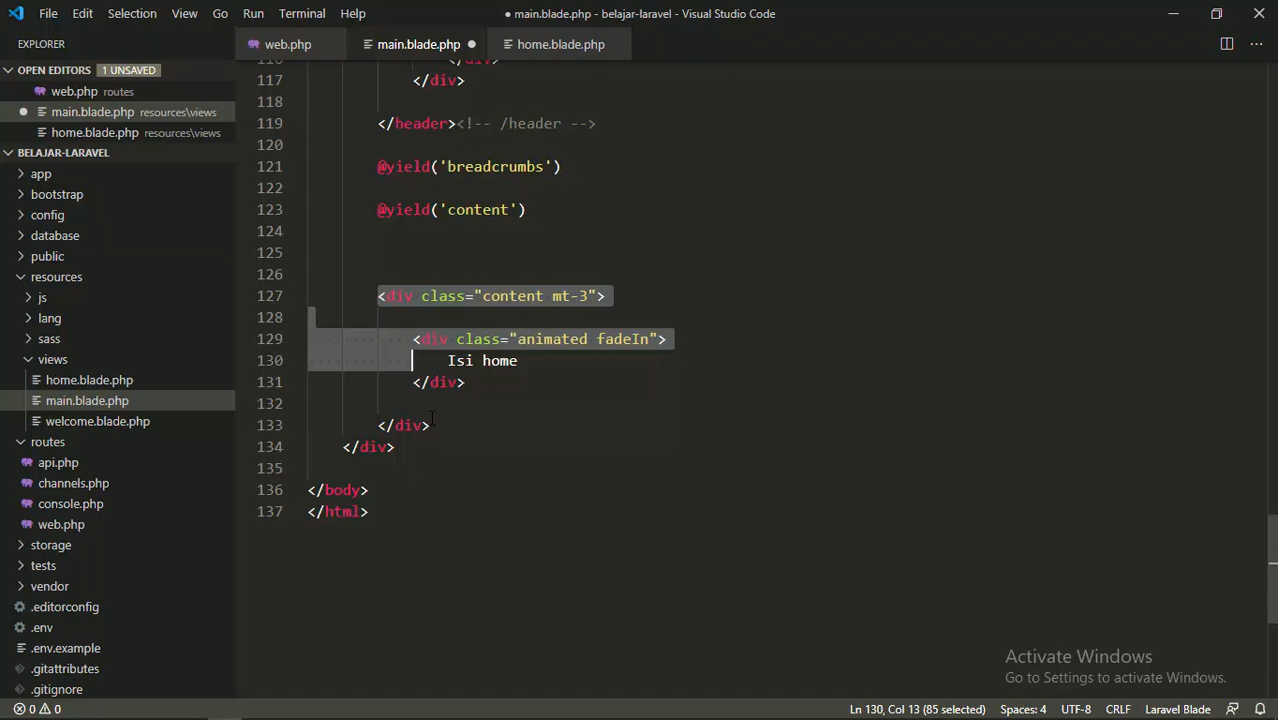 File Edit Selection View Go Run Terminal Help
● main.blade.php - belajar-laravel - Visual Studio Code
EXPLORER
web.php
main.blade.php
home.blade.php
OPEN EDITORS 1 UNSAVED
web.php routes
main.blade.php resources\views
home.blade.php resources\views
BELAJAR-LARAVEL
app
bootstrap
config
database
public
resources
js
lang
sass
views
home.blade.php
main.blade.php
welcome.blade.php
routes
api.php
channels.php
console.php
web.php
storage
tests
vendor
.editorconfig
.env
.env.example
.gitattributes
.gitignore
116 </div>
117 </div>
118
119 </header><!-- /header -->
120
121 @yield('breadcrumbs')
122
123 @yield('content')
124
125
126
127 <div class="content mt-3">
128
129 <div class="animated fadeIn">
130 Isi home
131 </div>
132
133 </div>
134 </div>
135
136 </body>
137 </html>
Activate Windows
Go to Settings to activate Windows.
0 0
Ln 130, Col 13 (85 selected) Spaces: 4 UTF-8 CRLF Laravel Blade